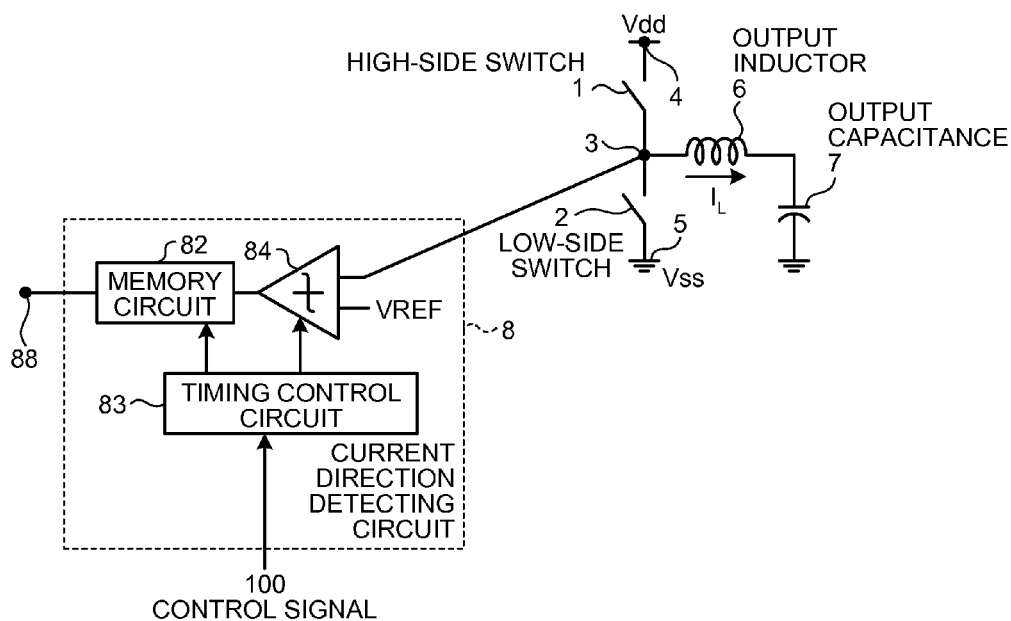 Vdd
OUTPUT
INDUCTOR
HIGH-SIDE SWITCH
1
4
6
OUTPUT
CAPACITANCE
3
7
I_L
2
5
LOW-SIDE
SWITCH
Vss
82
84
MEMORY
CIRCUIT
VREF
8
88
83
TIMING CONTROL
CIRCUIT
CURRENT
DIRECTION
DETECTING
CIRCUIT
100
CONTROL SIGNAL